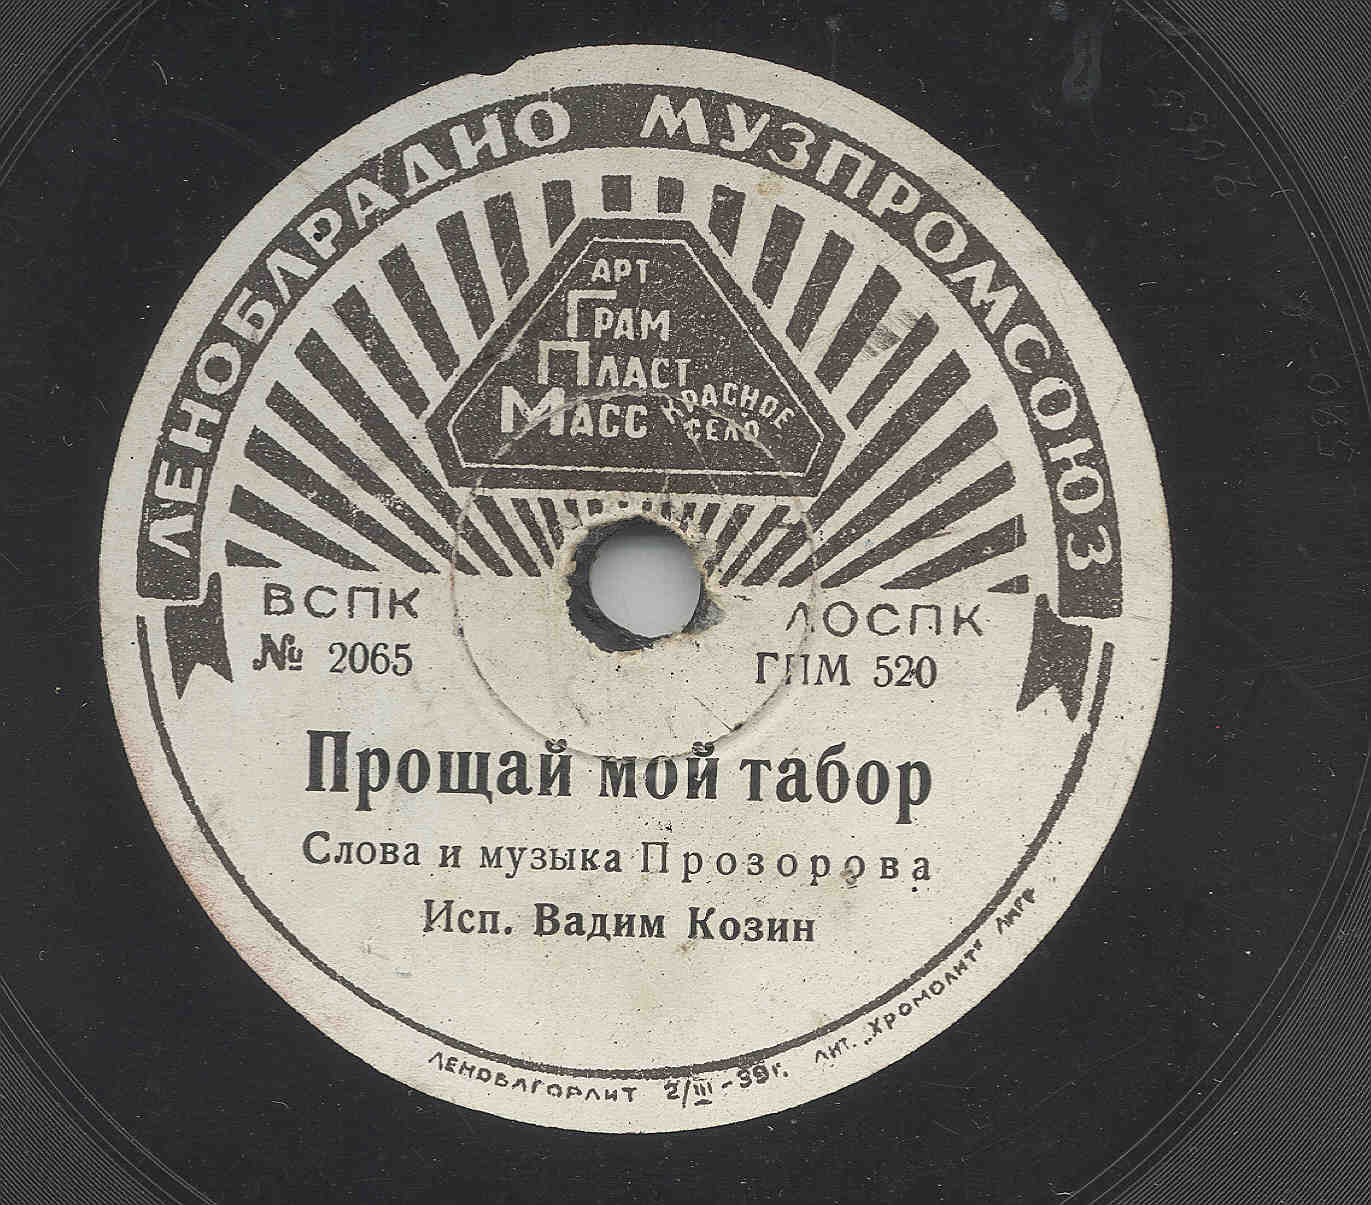 ЛЕНОБЛРАДИО МУЗПРОМСОЮЗ
АРТ
ГРАМ
ПЛАСТ
МАСС
КРАСНОЕ
СЕЛО
ВСПК
ЛОСПК
№ 2065
ГПМ 520
Прощай мой табор
Слова и музыка Прозорова
Исп. Вадим Козин
ЛЕНОБЛГОРЛИТ 2/III-39г. ЛИТ. „ХРОМОЛИТ"